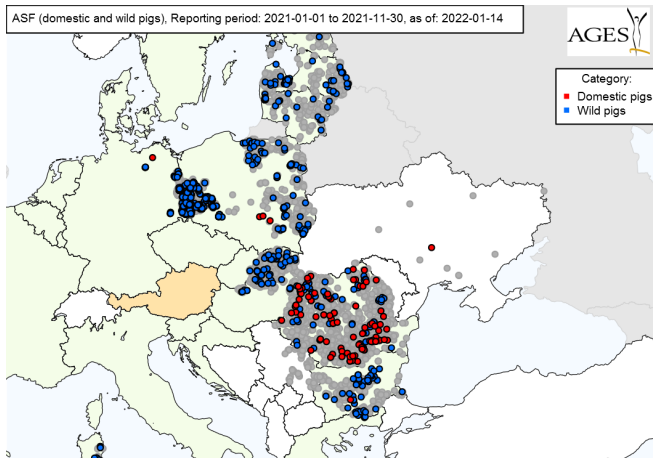 ASF (domestic and wild pigs), Reporting period: 2021-01-01 to 2021-11-30, as of: 2022-01-14
AGES
Category:
Domestic pigs
Wild pigs